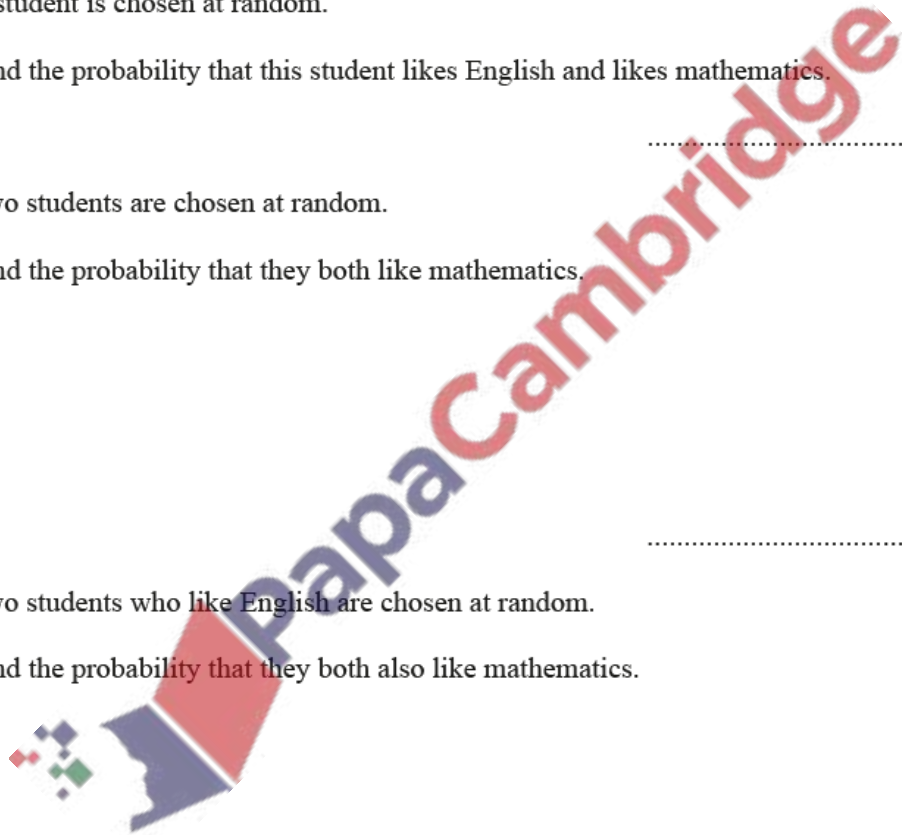 student is chosen at random.
nd the probability that this student likes English and likes mathematics.
..................................
wo students are chosen at random.
nd the probability that they both like mathematics.
..................................
wo students who like English are chosen at random.
nd the probability that they both also like mathematics.
PapaCambridge